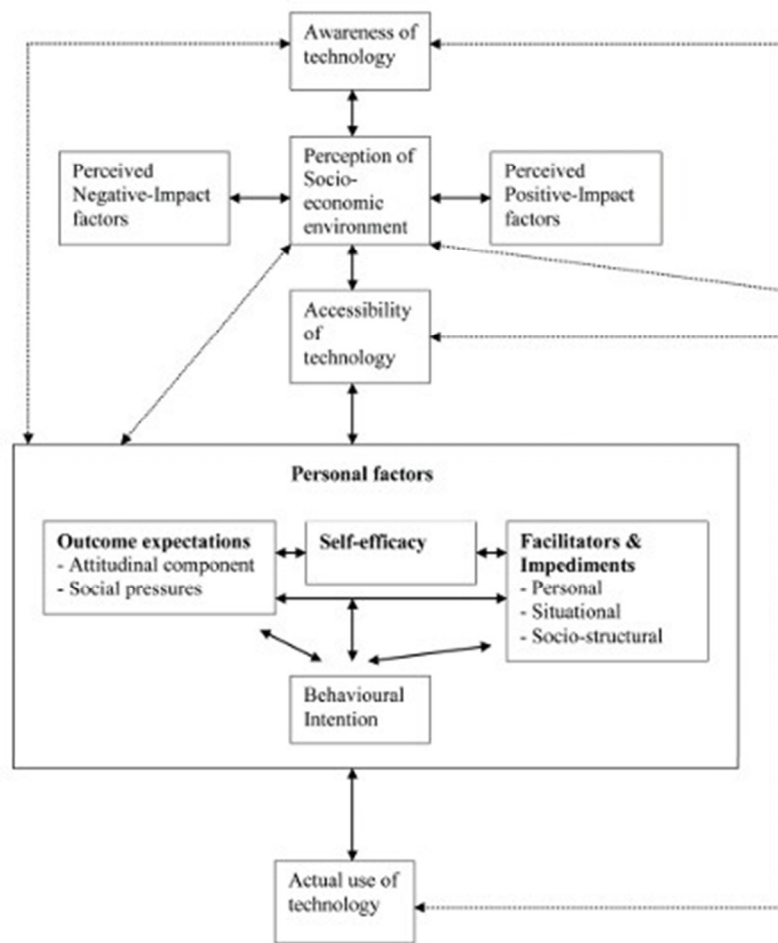 Awareness of
technology
Perceived
Negative-Impact
factors
Perception of
Socio-
economic
environment
Perceived
Positive-Impact
factors
Accessibility
of
technology
Personal factors
Outcome expectations
- Attitudinal component
- Social pressures
Self-efficacy
Facilitators &
Impediments
- Personal
- Situational
- Socio-structural
Behavioural
Intention
Actual use of
technology